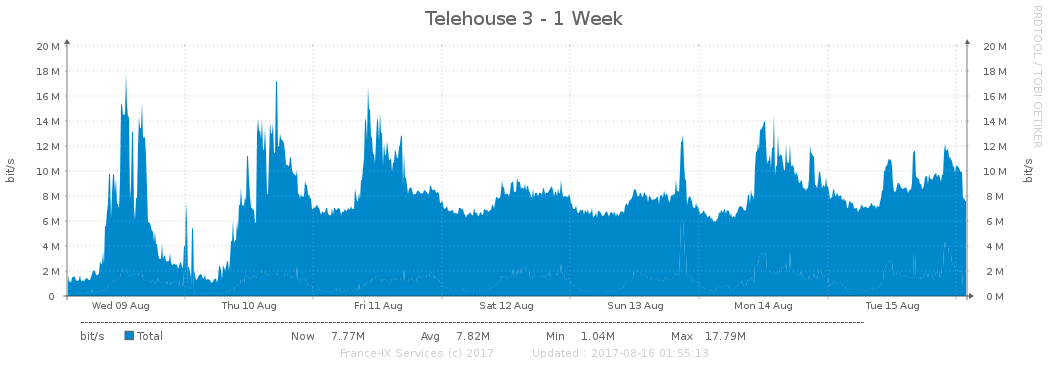 Telehouse 3 - 1 Week
RRDTOOL / TOBI OETIKER
bit/s
20 M 20 M
18 M 18 M
16 M 16 M
14 M 14 M
12 M 12 M
10 M 10 M
8 M 8 M
6 M 6 M
4 M 4 M
2 M 2 M
0 0 M
bit/s
Wed 09 Aug Thu 10 Aug Fri 11 Aug Sat 12 Aug Sun 13 Aug Mon 14 Aug Tue 15 Aug
bit/s Total Now 7.77M Avg 7.82M Min 1.04M Max 17.79M
France-IX Services (c) 2017 Updated : 2017-08-16 01:55:13